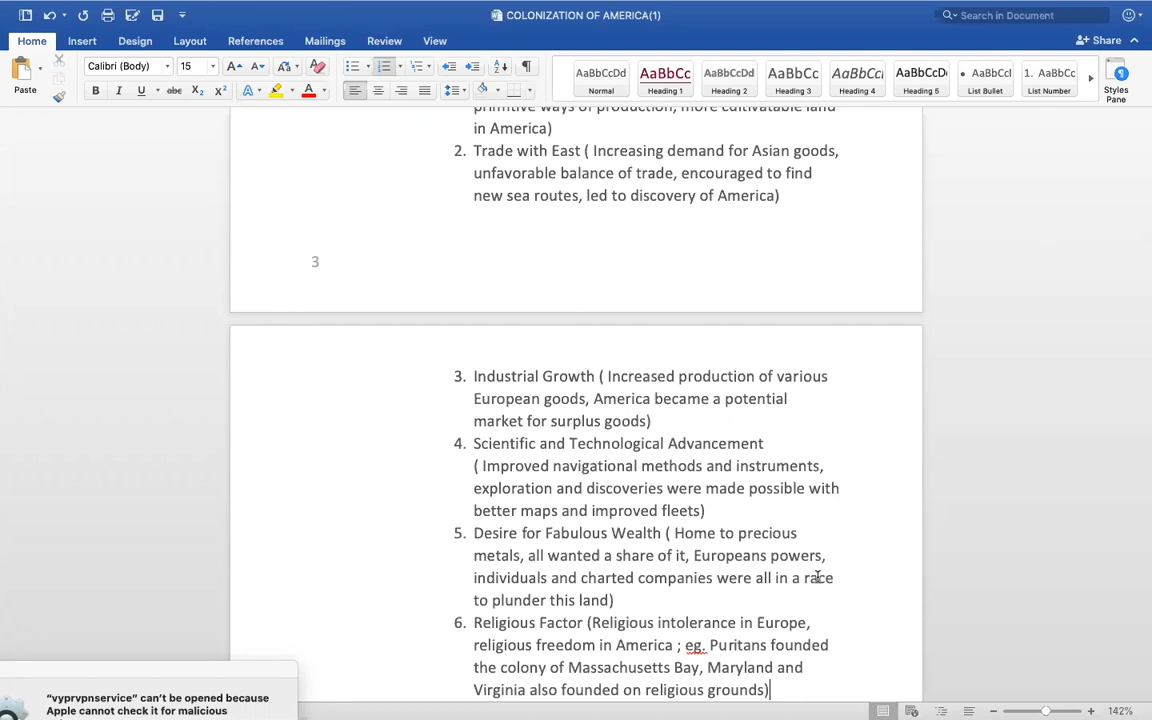 COLONIZATION OF AMERICA(1)
Search in Document
Home Insert Design Layout References Mailings Review View
Share
Paste
Calibri (Body) 15
AaBbCcDd AaBbCc AaBbCcDd AaBbCcD AaBbCcI AaBbCcDc AaBbCcD 1. AaBbCc
Normal Heading 1 Heading 2 Heading 3 Heading 4 Heading 5 List Bullet List Number
Styles
Pane
B I U abc X2 X2 A A
primitive ways of production, more cultivatable land
in America)
2. Trade with East ( Increasing demand for Asian goods,
unfavorable balance of trade, encouraged to find
new sea routes, led to discovery of America)
3
3. Industrial Growth ( Increased production of various
European goods, America became a potential
market for surplus goods)
4. Scientific and Technological Advancement
( Improved navigational methods and instruments,
exploration and discoveries were made possible with
better maps and improved fleets)
5. Desire for Fabulous Wealth ( Home to precious
metals, all wanted a share of it, Europeans powers,
individuals and charted companies were all in a race
to plunder this land)
6. Religious Factor (Religious intolerance in Europe,
religious freedom in America ; eg. Puritans founded
the colony of Massachusetts Bay, Maryland and
Virginia also founded on religious grounds)
“vyprvpnservice” can’t be opened because
Apple cannot check it for malicious
142%